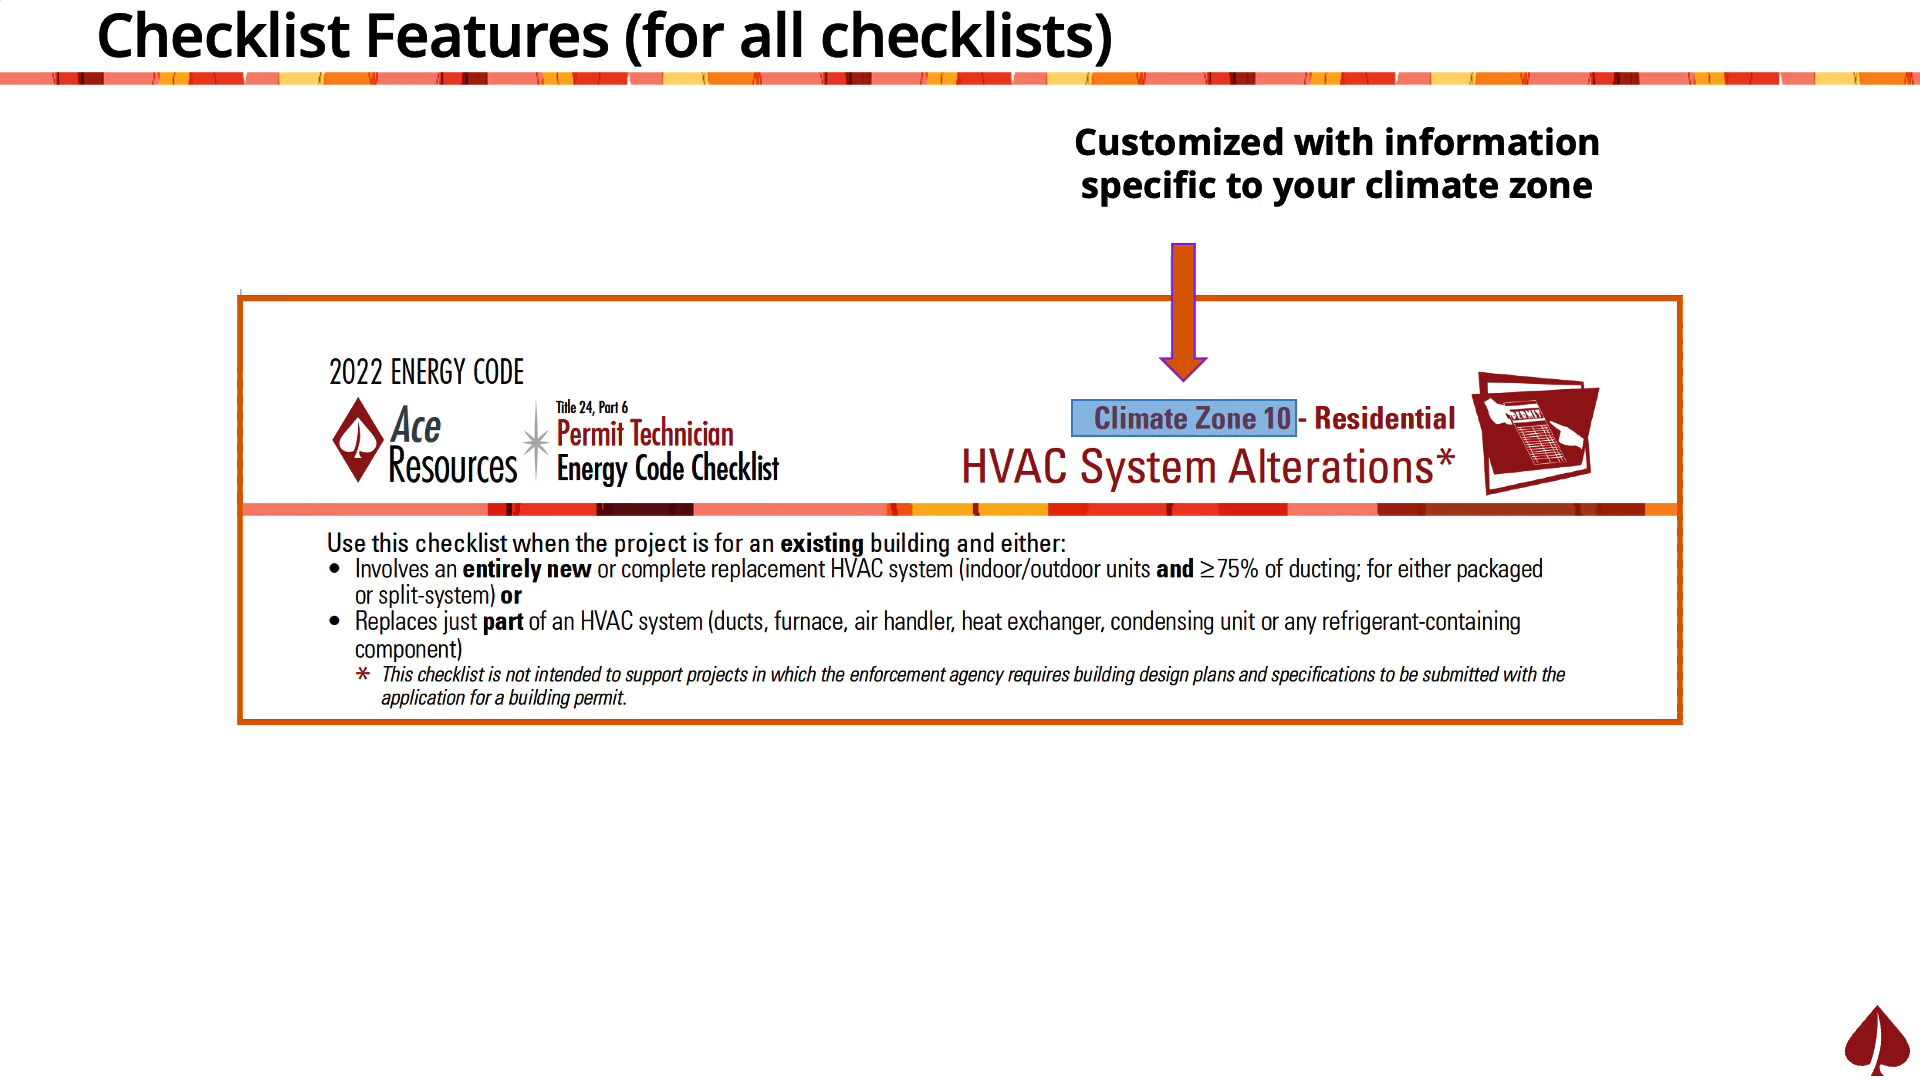 Checklist Features (for all checklists)
Customized with information
specific to your climate zone
2022 ENERGY CODE
Ace
Resources
Title 24, Part 6
Permit Technician
Energy Code Checklist
Climate Zone 10 - Residential
HVAC System Alterations*
PERMIT
Use this checklist when the project is for an existing building and either:
• Involves an entirely new or complete replacement HVAC system (indoor/outdoor units and ≥75% of ducting; for either packaged
or split-system) or
• Replaces just part of an HVAC system (ducts, furnace, air handler, heat exchanger, condensing unit or any refrigerant-containing
component)
* This checklist is not intended to support projects in which the enforcement agency requires building design plans and specifications to be submitted with the
application for a building permit.